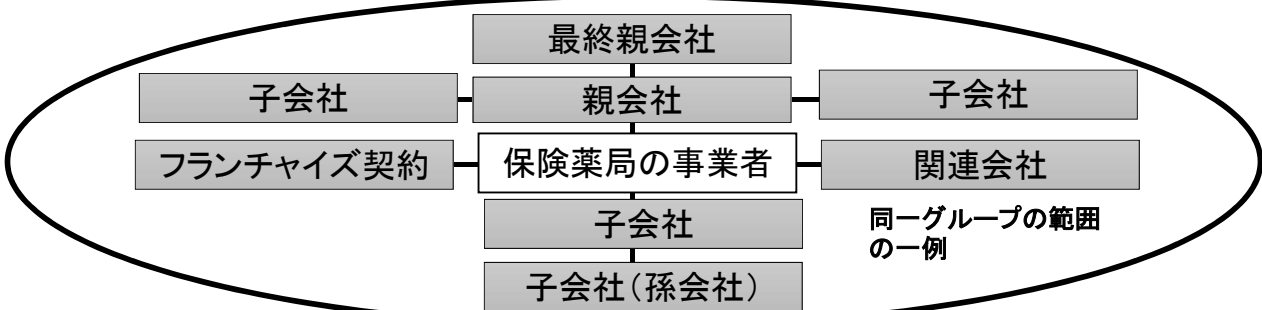 最終親会社
子会社
親会社
子会社
フランチャイズ契約
保険薬局の事業者
関連会社
子会社
同一グループの範囲
の一例
子会社(孫会社)